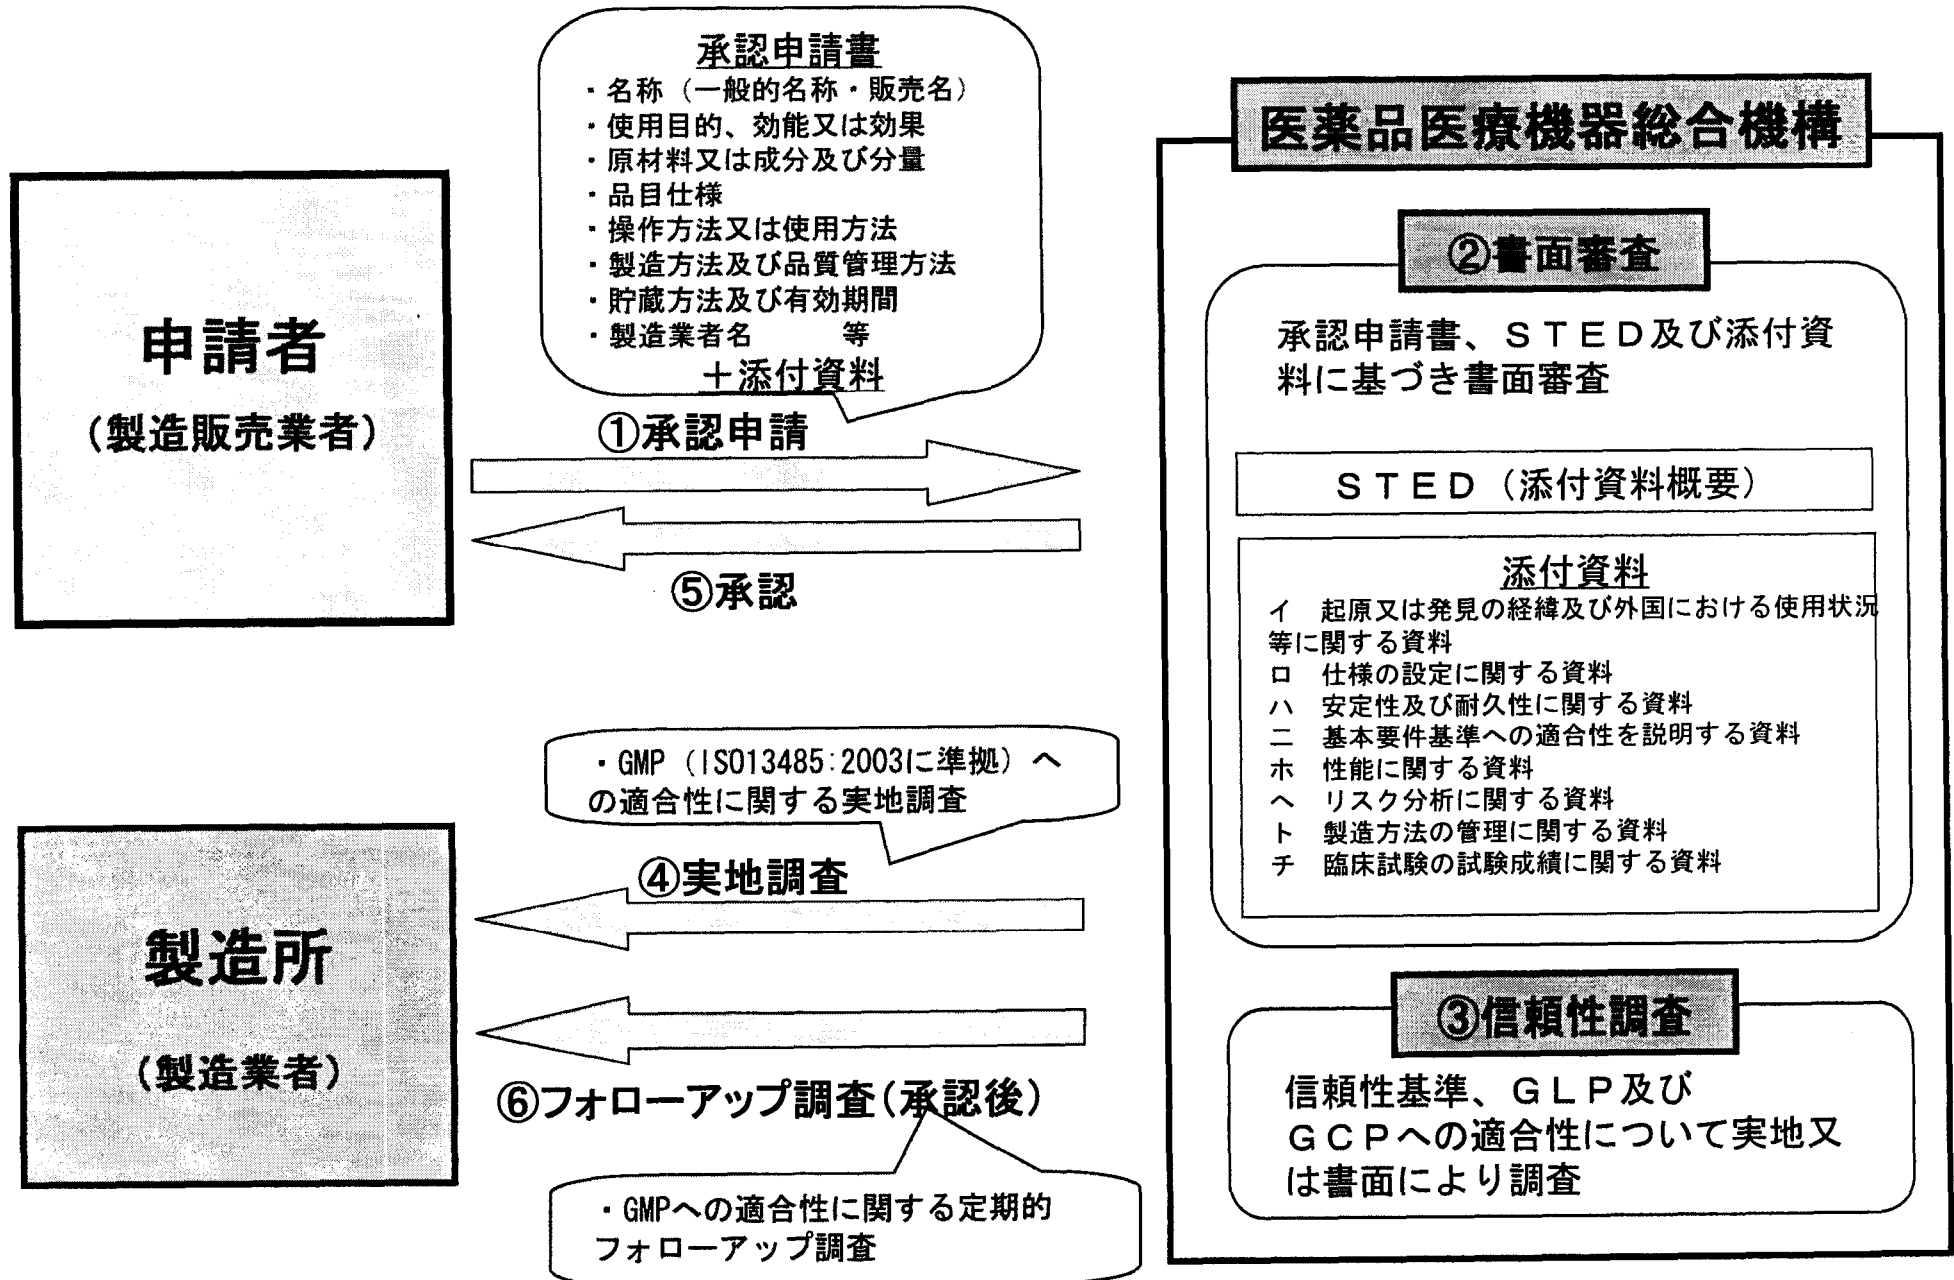 承認申請書
・名称（一般的名称・販売名）
・使用目的、効能又は効果
・原材料又は成分及び分量
・品目仕様
・操作方法又は使用方法
・製造方法及び品質管理方法
・貯蔵方法及び有効期間
・製造業者名　　　等
＋添付資料
申請者
（製造販売業者）
①承認申請
⑤承認
・GMP（ISO13485:2003に準拠）へ
の適合性に関する実地調査
④実地調査
製造所
（製造業者）
⑥フォローアップ調査（承認後）
・GMPへの適合性に関する定期的
フォローアップ調査
医薬品医療機器総合機構
②書面審査
承認申請書、ＳＴＥＤ及び添付資
料に基づき書面審査
ＳＴＥＤ（添付資料概要）
添付資料
イ　起原又は発見の経緯及び外国における使用状況
等に関する資料
ロ　仕様の設定に関する資料
ハ　安定性及び耐久性に関する資料
ニ　基本要件基準への適合性を説明する資料
ホ　性能に関する資料
ヘ　リスク分析に関する資料
ト　製造方法の管理に関する資料
チ　臨床試験の試験成績に関する資料
③信頼性調査
信頼性基準、ＧＬＰ及び
ＧＣＰへの適合性について実地又
は書面により調査